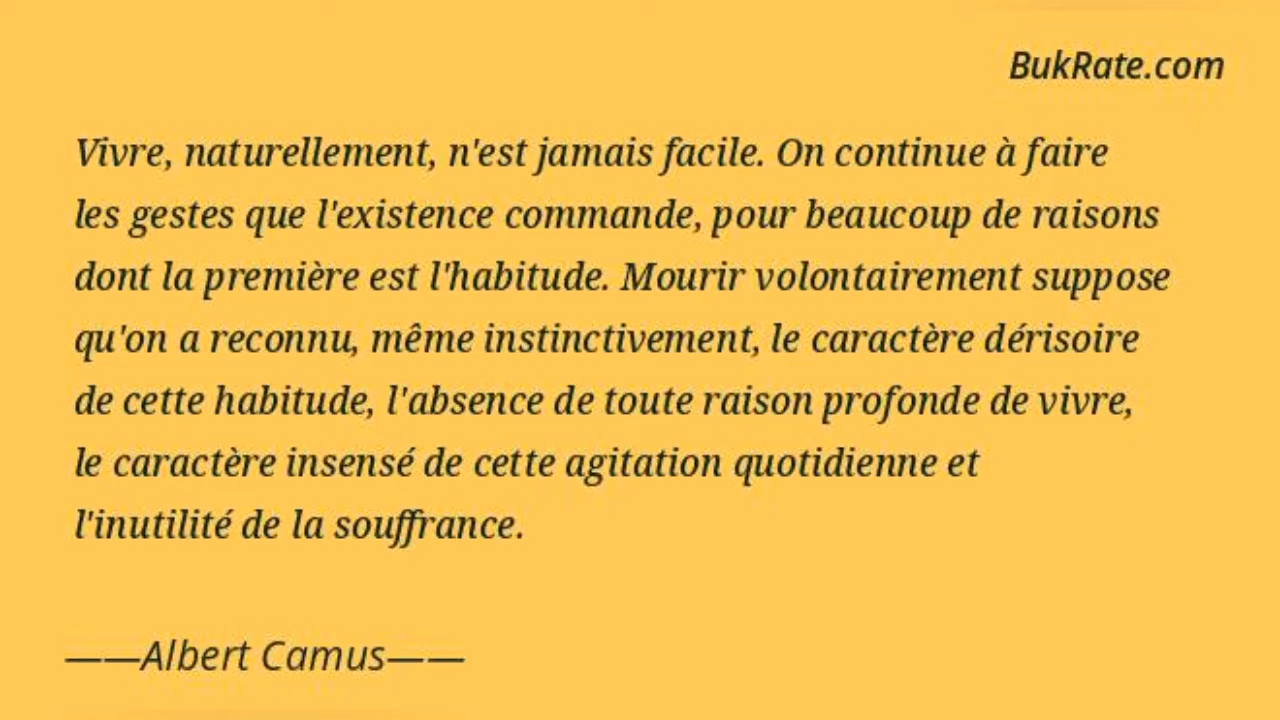 BukRate.com
Vivre, naturellement, n'est jamais facile. On continue à faire
les gestes que l'existence commande, pour beaucoup de raisons
dont la première est l'habitude. Mourir volontairement suppose
qu'on a reconnu, même instinctivement, le caractère dérisoire
de cette habitude, l'absence de toute raison profonde de vivre,
le caractère insensé de cette agitation quotidienne et
l'inutilité de la souffrance.
——Albert Camus——